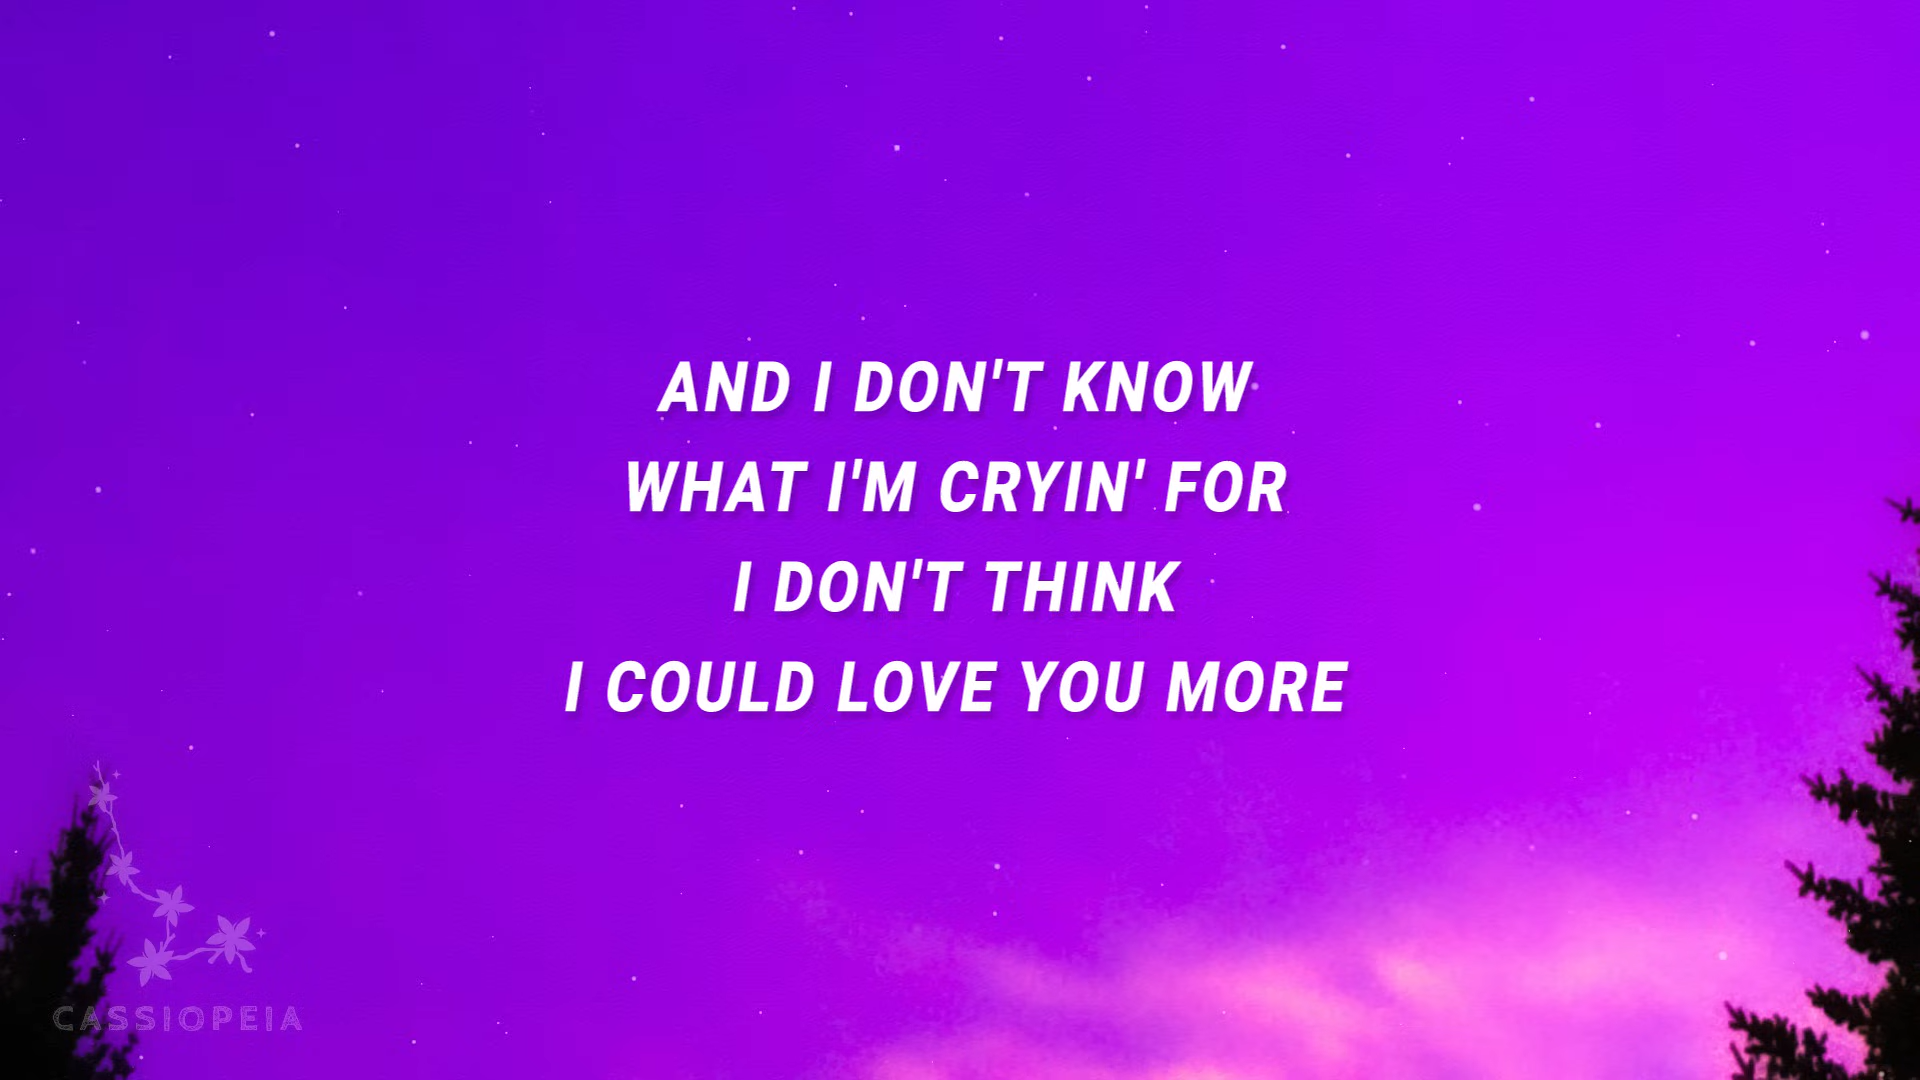 AND I DON'T KNOW
WHAT I'M CRYIN' FOR
I DON'T THINK
I COULD LOVE YOU MORE
CASSIOPEIA